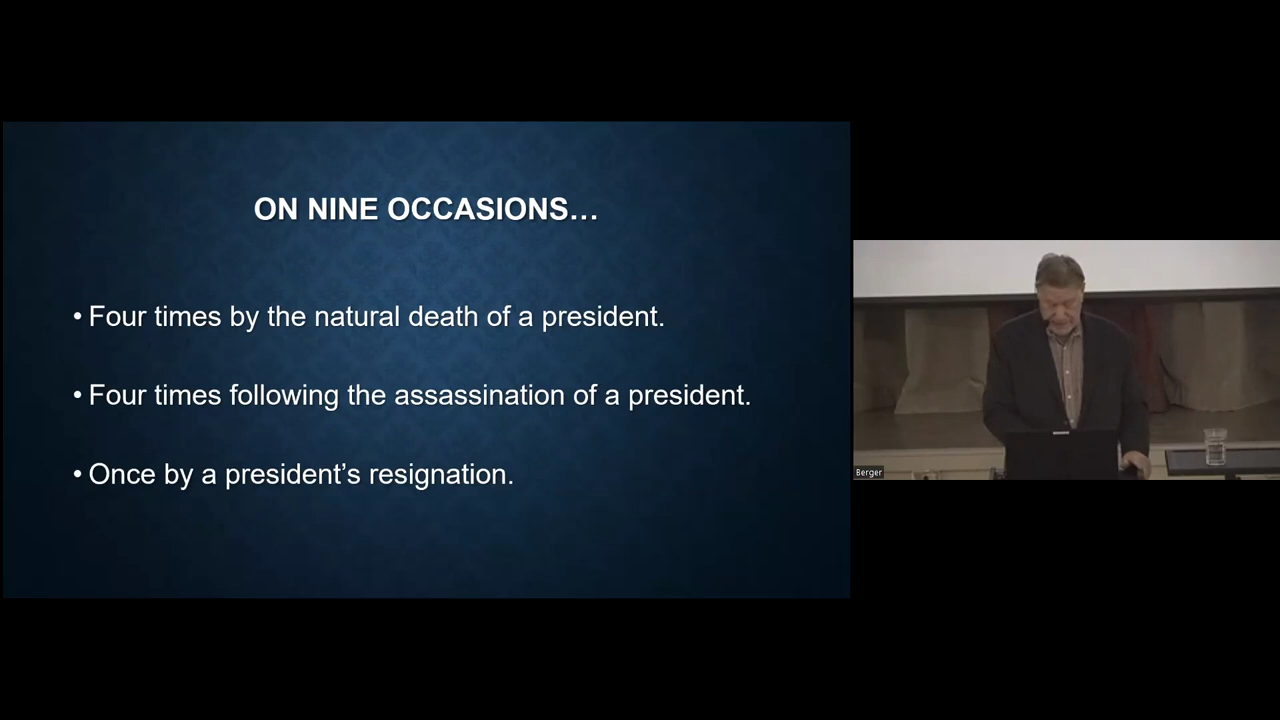 ON NINE OCCASIONS…
• Four times by the natural death of a president.
• Four times following the assassination of a president.
• Once by a president’s resignation.
Berger